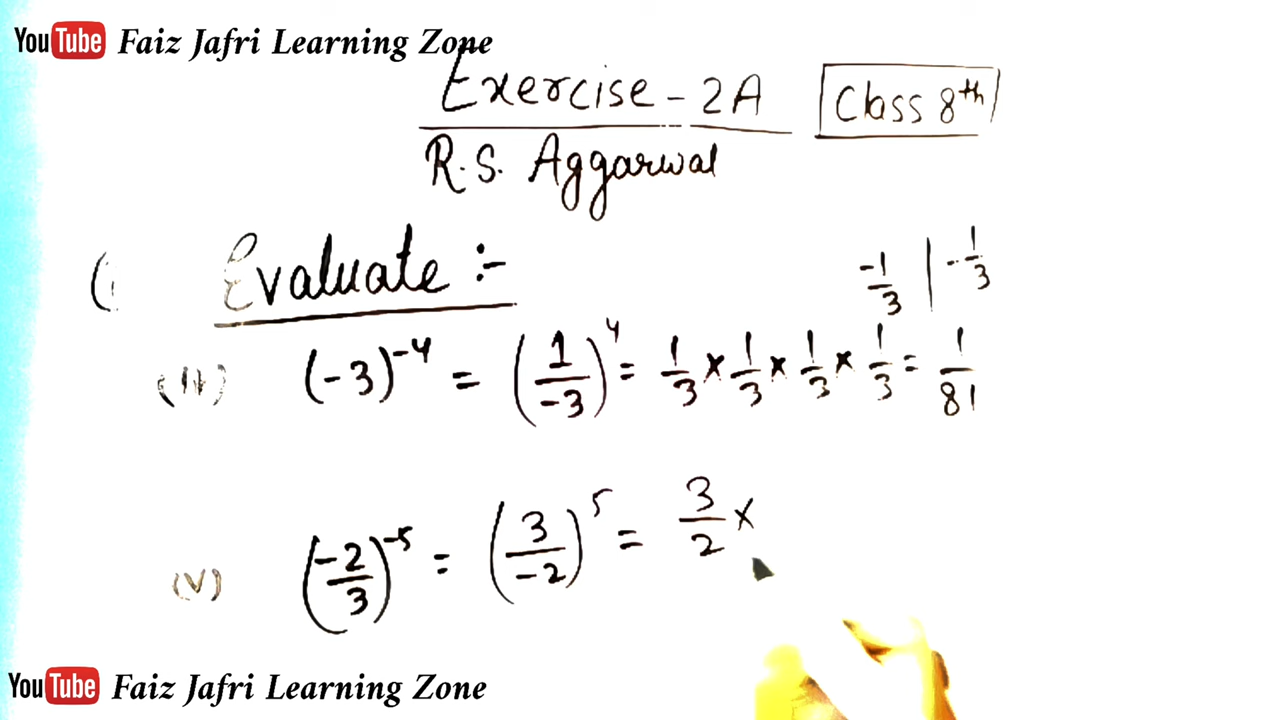 YouTube Faiz Jafri Learning Zone
Exercise - 2A Class 8th
R.S. Aggarwal
Evaluate :-
-1/3 | -1/3
(-3)^-4 = (1/-3)^4 = 1/3 × 1/3 × 1/3 × 1/3 = 1/81
(V) (-2/3)^-5 = (3/-2)^5 = 3/2 ×
YouTube Faiz Jafri Learning Zone